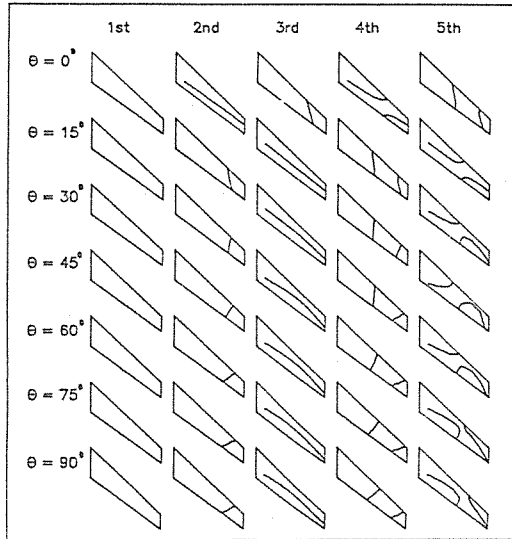 1st 2nd 3rd 4th 5th
θ = 0°
θ = 15°
θ = 30°
θ = 45°
θ = 60°
θ = 75°
θ = 90°